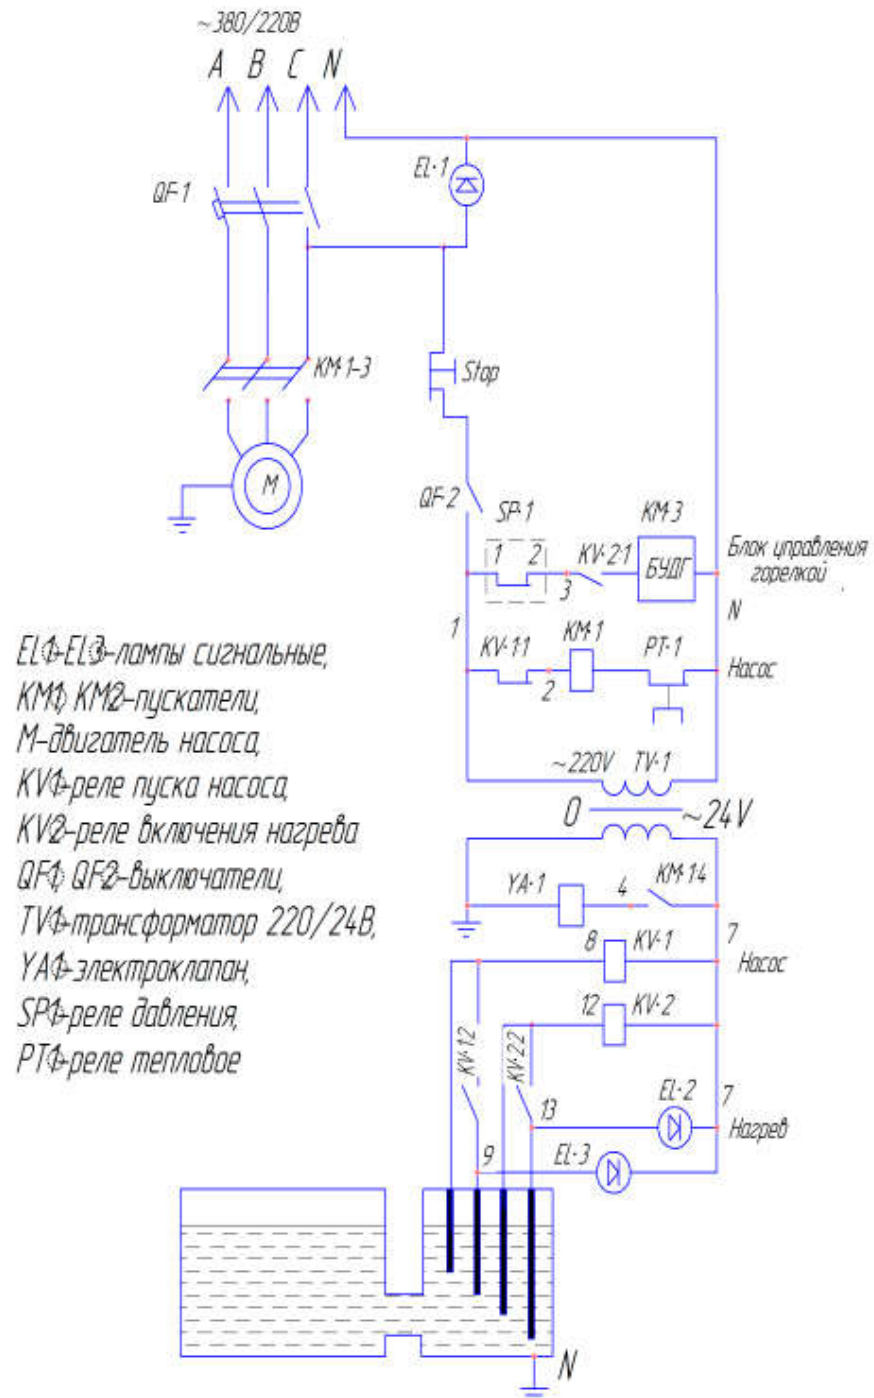 ~380/220В
A B C N
EL-1
QF-1
KM-1-3
Stop
M
QF-2
SP-1
KM-3
1 2
KV-2.1
3
БУДГ
Блок управления
горелкой
1
N
KV-1.1
KM-1
PT-1
2
Насос
~220V TV-1
0
~24V
YA-1
4
KM-1.4
7
8
KV-1
Насос
12
KV-2
KV-1.2
KV-2.2
13
EL-2
7
Нагрев
9
EL-3
N
EL1-EL3-лампы сигнальные,
KM1, KM2-пускатели,
М-двигатель насоса,
KV1-реле пуска насоса,
KV2-реле включения нагрева
QF1, QF2-выключатели,
TV1-трансформатор 220/24В,
YA1-электроклапан,
SP1-реле давления,
PT1-реле тепловое